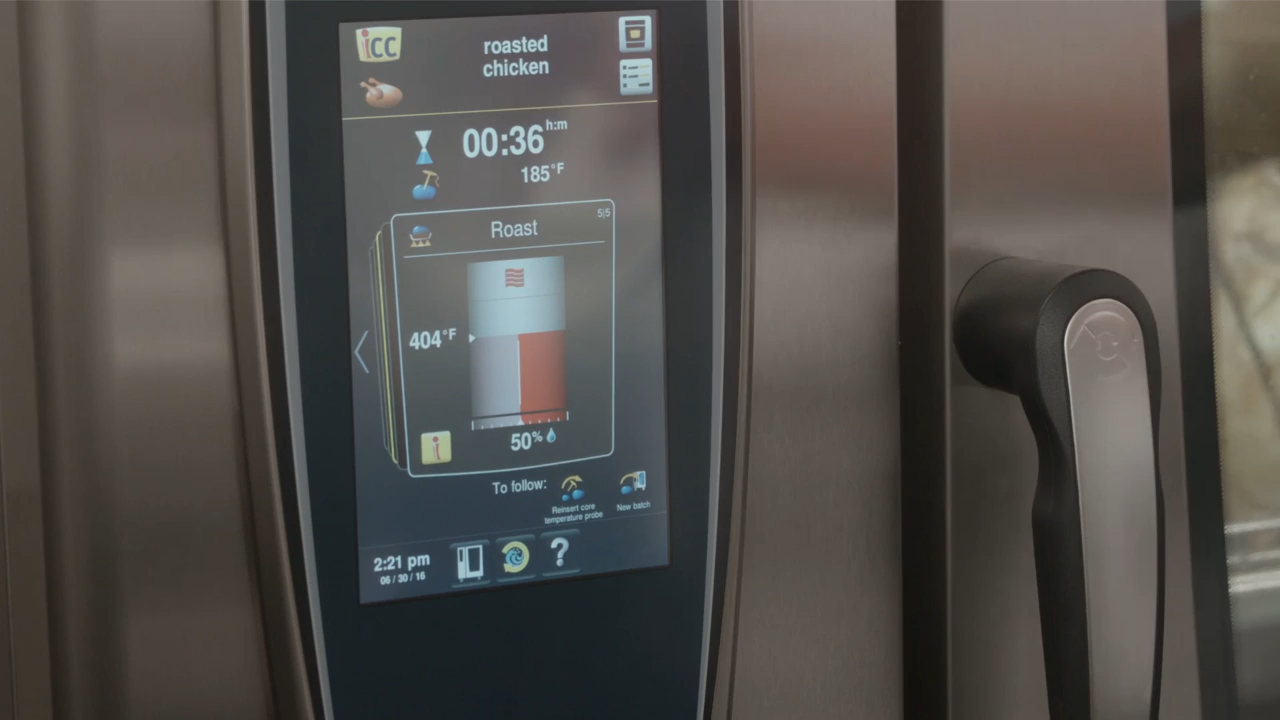 icc
roasted
chicken
00:36 h:m
185°F
5|5
Roast
404°F
i
50%
To follow:
Reinsert core
temperature probe
New batch
2:21 pm
06 / 30 / 16
?